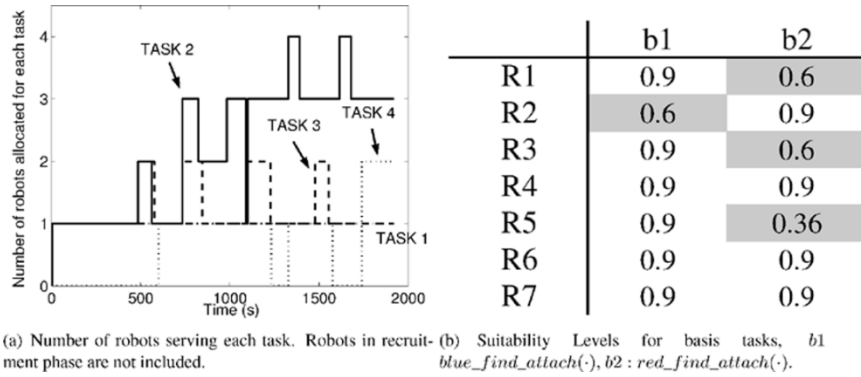 Number of robots allocated for each task
4
3
2
1
0
TASK 2
TASK 3
TASK 4
TASK 1
0
500
1000
1500
2000
Time (s)
(a) Number of robots serving each task. Robots in recruit-
ment phase are not included.
b1 b2
R1 0.9 0.6
R2 0.6 0.9
R3 0.9 0.6
R4 0.9 0.9
R5 0.9 0.36
R6 0.9 0.9
R7 0.9 0.9
(b) Suitability Levels for basis tasks, b1
blue_find_attach(·), b2 : red_find_attach(·).